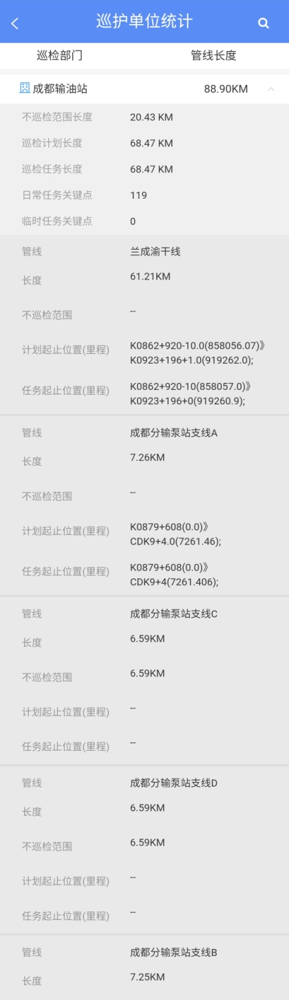 巡护单位统计
巡检部门 管线长度
成都输油站 88.90KM
不巡检范围长度 20.43 KM
巡检计划长度 68.47 KM
巡检任务长度 68.47 KM
日常任务关键点 119
临时任务关键点 0
管线 兰成渝干线
长度 61.21KM
不巡检范围 --
计划起止位置(里程) K0862+920-10.0(858056.07)》
K0923+196+1.0(919262.0);
任务起止位置(里程) K0862+920-10(858057.0)》
K0923+196+0(919260.9);
管线 成都分输泵站支线A
长度 7.26KM
不巡检范围 --
计划起止位置(里程) K0879+608(0.0)》
CDK9+4.0(7261.46);
任务起止位置(里程) K0879+608(0.0)》
CDK9+4(7261.406);
管线 成都分输泵站支线C
长度 6.59KM
不巡检范围 6.59KM
计划起止位置(里程) --
任务起止位置(里程) --
管线 成都分输泵站支线D
长度 6.59KM
不巡检范围 6.59KM
计划起止位置(里程) --
任务起止位置(里程) --
管线 成都分输泵站支线B
长度 7.25KM